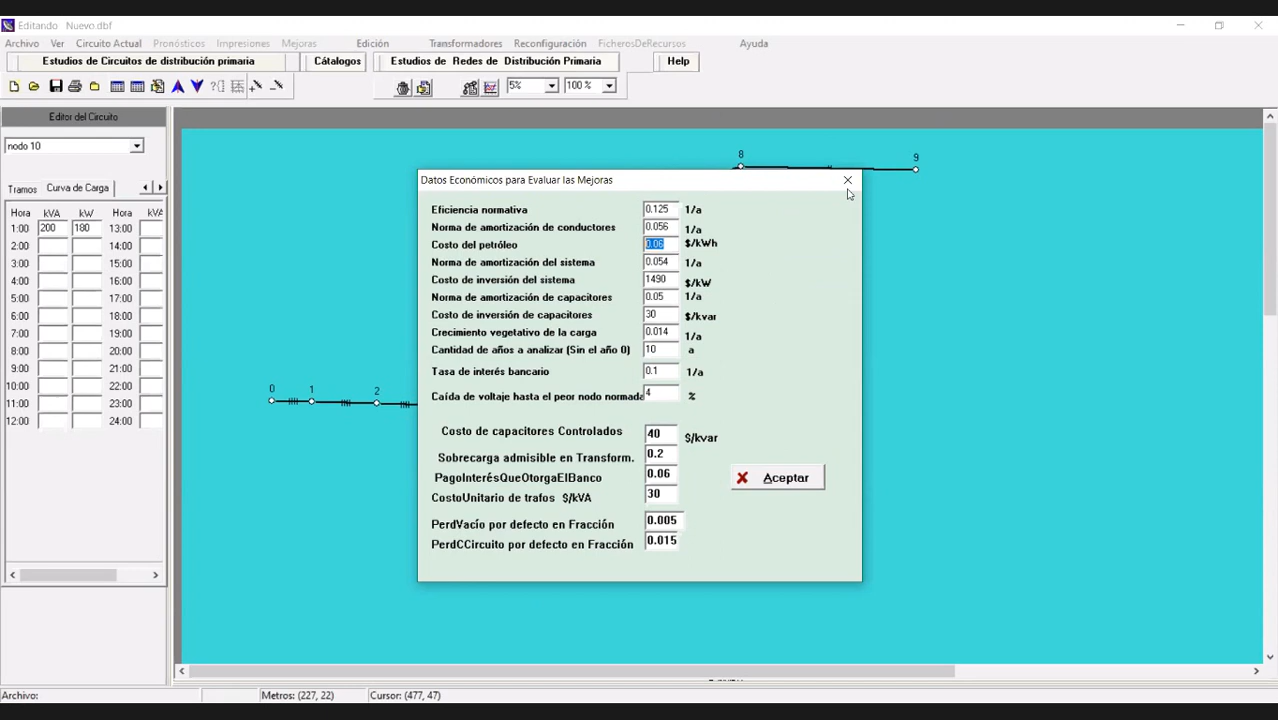 Editando Nuevo.dbf
Archivo Ver Circuito Actual Pronósticos Impresiones Mejoras Edición Transformadores Reconfiguración FicherosDeRecursos Ayuda
Estudios de Circuitos de distribución primaria Cátalogos Estudios de Redes de Distribución Primaria Help
5% 100 %
Editor del Circuito
nodo 10
Tramos Curva de Carga
Hora kVA kW Hora kVA
1:00 200 180 13:00
2:00 14:00
3:00 15:00
4:00 16:00
5:00 17:00
6:00 18:00
7:00 19:00
8:00 20:00
9:00 21:00
10:00 22:00
11:00 23:00
12:00 24:00
0 1 2
8 9
Datos Económicos para Evaluar las Mejoras
Eficiencia normativa 0.125 1/a
Norma de amortización de conductores 0.056 1/a
Costo del petróleo 0.06 $/kWh
Norma de amortización del sistema 0.054 1/a
Costo de inversión del sistema 1490 $/kW
Norma de amortización de capacitores 0.05 1/a
Costo de inversión de capacitores 30 $/kvar
Crecimiento vegetativo de la carga 0.014 1/a
Cantidad de años a analizar (Sin el año 0) 10 a
Tasa de interés bancario 0.1 1/a
Caída de voltaje hasta el peor nodo normada 4 %
Costo de capacitores Controlados 40 $/kvar
Sobrecarga admisible en Transform. 0.2
PagoInterésQueOtorgaElBanco 0.06
CostoUnitario de trafos $/kVA 30
PerdVacío por defecto en Fracción 0.005
PerdCCircuito por defecto en Fracción 0.015
Aceptar
Archivo: Metros: (227, 22) Cursor: (477, 47)